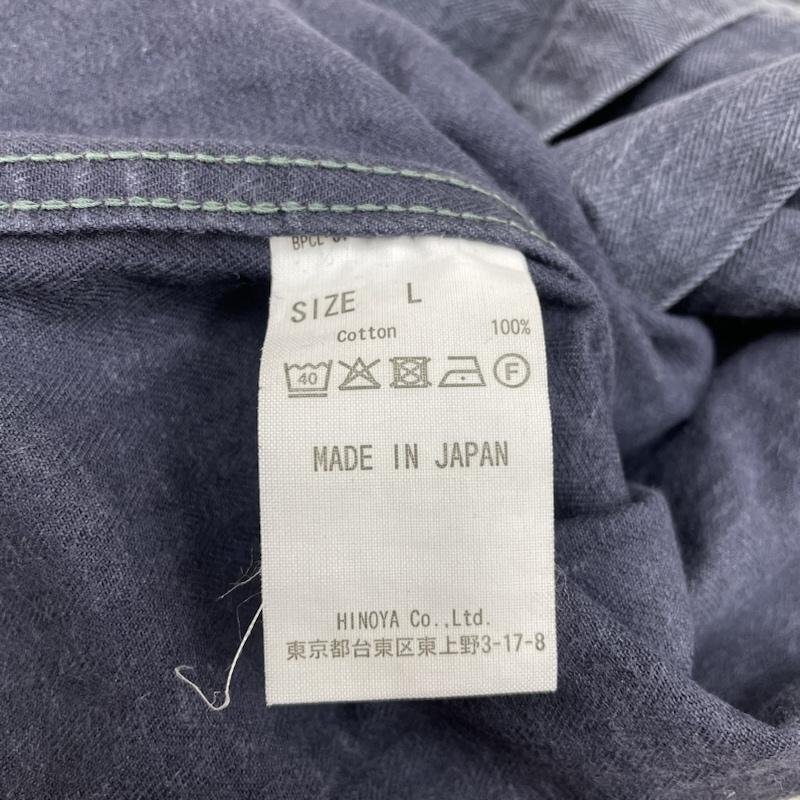 SIZE L
cotton 100%
40 F
MADE IN JAPAN
HINOYA Co.,Ltd.
東京都台東区東上野3-17-8